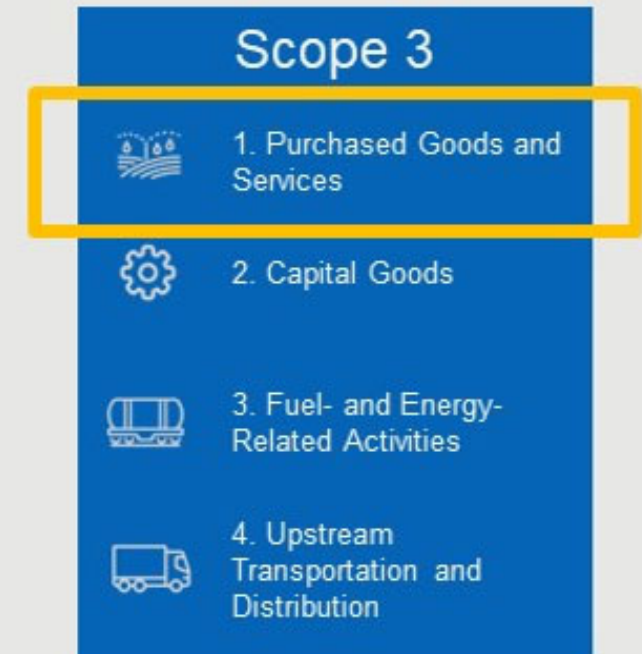 Scope 3
1. Purchased Goods and
Services
2. Capital Goods
3. Fuel- and Energy-
Related Activities
4. Upstream
Transportation and
Distribution